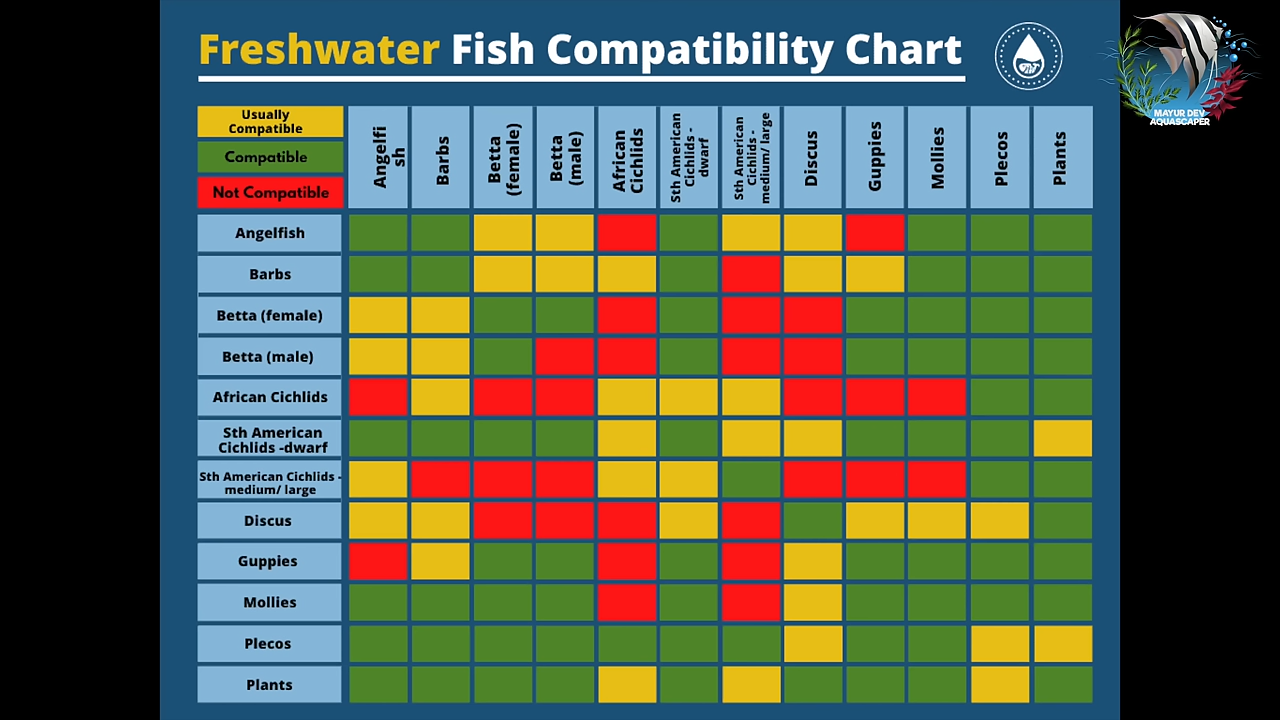 Freshwater Fish Compatibility Chart
MAYUR DEV
AQUASCAPER
Usually
Compatible
Compatible
Not Compatible
Angelfi
sh
Barbs
Betta
(female)
Betta
(male)
African
Cichlids
Sth American
Cichlids -
dwarf
Sth American
Cichlids -
medium/ large
Discus
Guppies
Mollies
Plecos
Plants
Angelfish
Barbs
Betta (female)
Betta (male)
African Cichlids
Sth American
Cichlids -dwarf
Sth American Cichlids -
medium/ large
Discus
Guppies
Mollies
Plecos
Plants